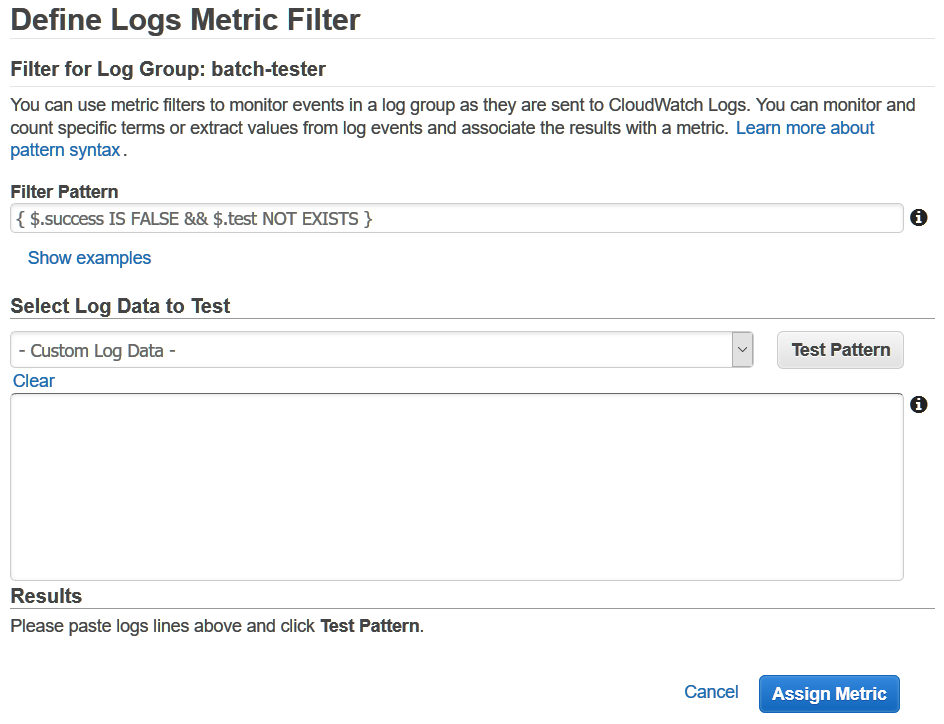 Define Logs Metric Filter
Filter for Log Group: batch-tester
You can use metric filters to monitor events in a log group as they are sent to CloudWatch Logs. You can monitor and
count specific terms or extract values from log events and associate the results with a metric. Learn more about
pattern syntax.
Filter Pattern
{ $.success IS FALSE && $.test NOT EXISTS }
Show examples
Select Log Data to Test
- Custom Log Data -
Test Pattern
Clear
Results
Please paste logs lines above and click Test Pattern.
Cancel
Assign Metric